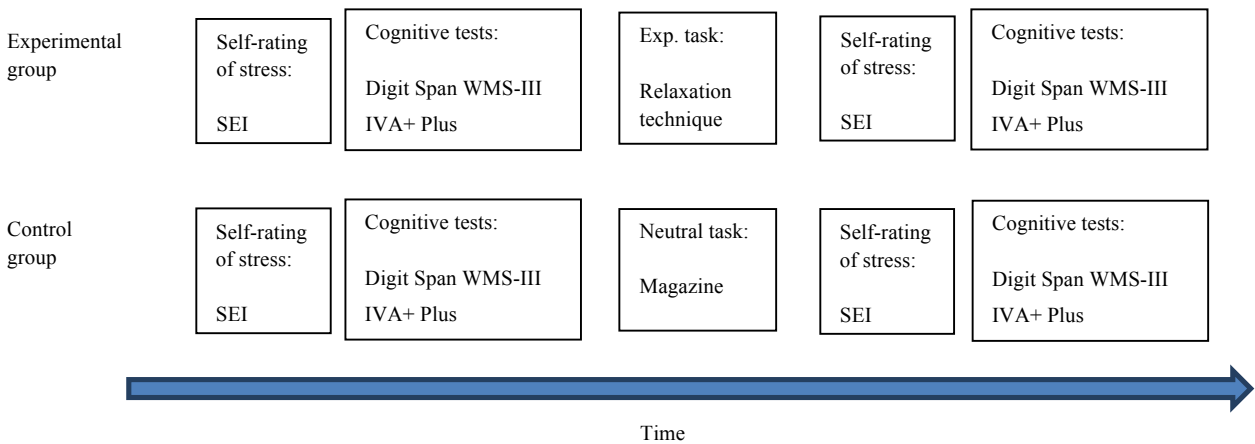 Experimental
group
Self-rating
of stress:
SEI
Cognitive tests:
Digit Span WMS-III
IVA+ Plus
Exp. task:
Relaxation
technique
Self-rating
of stress:
SEI
Cognitive tests:
Digit Span WMS-III
IVA+ Plus
Control
group
Self-rating
of stress:
SEI
Cognitive tests:
Digit Span WMS-III
IVA+ Plus
Neutral task:
Magazine
Self-rating
of stress:
SEI
Cognitive tests:
Digit Span WMS-III
IVA+ Plus
Time